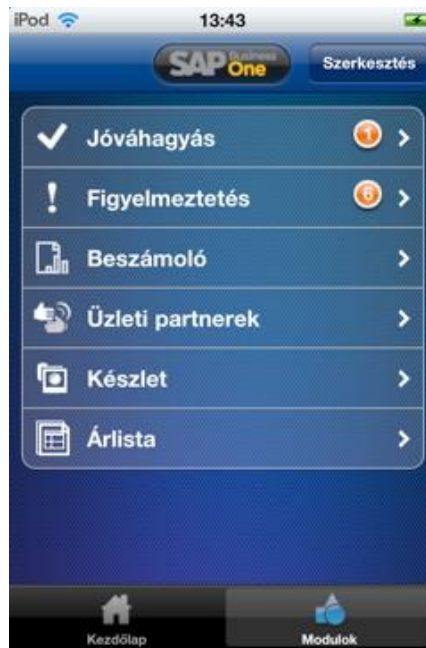 iPod 13:43
SAP Business One Szerkesztés
Jóváhagyás 1
Figyelmeztetés 6
Beszámoló
Üzleti partnerek
Készlet
Árlista
Kezdőlap Modulok